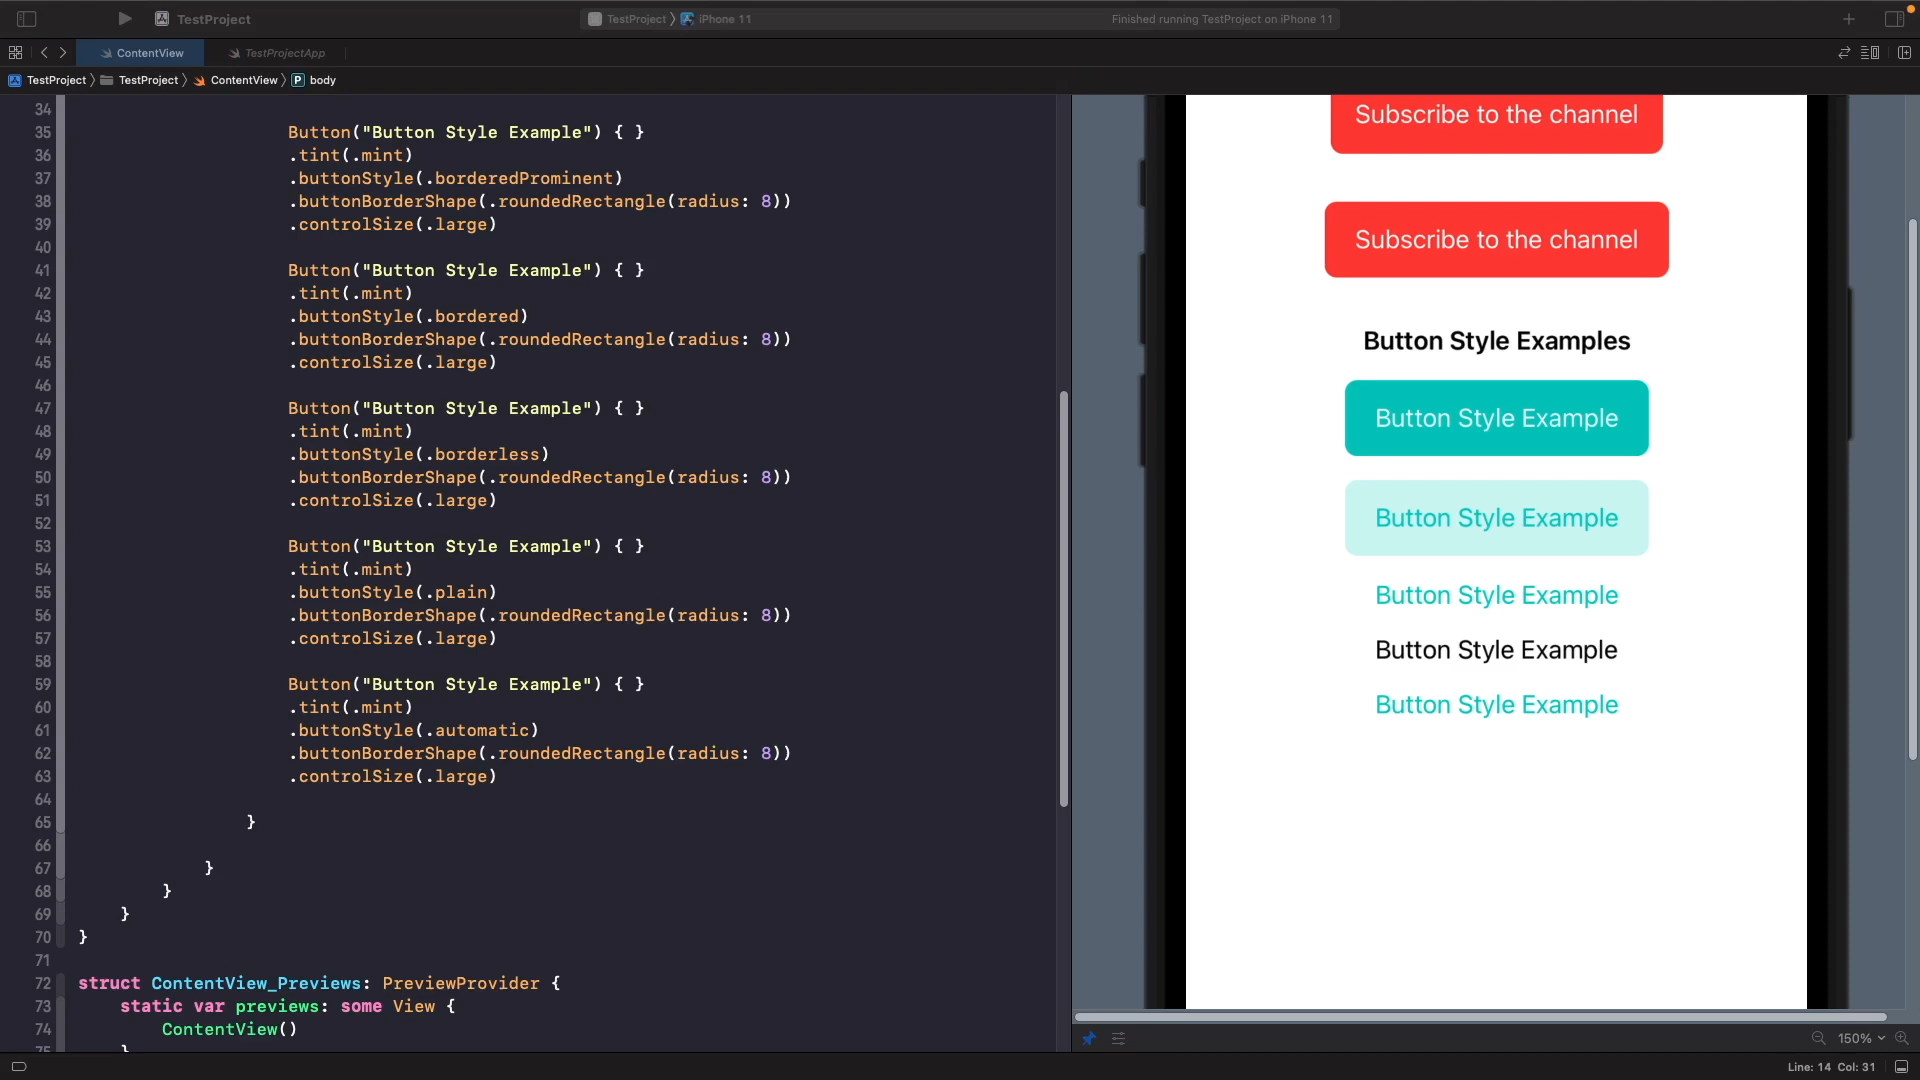 TestProject
TestProject
iPhone 11
Finished running TestProject on iPhone 11
ContentView
TestProjectApp
TestProject
TestProject
ContentView
P body
34
35 Button("Button Style Example") { }
36 .tint(.mint)
37 .buttonStyle(.borderedProminent)
38 .buttonBorderShape(.roundedRectangle(radius: 8))
39 .controlSize(.large)
40
41 Button("Button Style Example") { }
42 .tint(.mint)
43 .buttonStyle(.bordered)
44 .buttonBorderShape(.roundedRectangle(radius: 8))
45 .controlSize(.large)
46
47 Button("Button Style Example") { }
48 .tint(.mint)
49 .buttonStyle(.borderless)
50 .buttonBorderShape(.roundedRectangle(radius: 8))
51 .controlSize(.large)
52
53 Button("Button Style Example") { }
54 .tint(.mint)
55 .buttonStyle(.plain)
56 .buttonBorderShape(.roundedRectangle(radius: 8))
57 .controlSize(.large)
58
59 Button("Button Style Example") { }
60 .tint(.mint)
61 .buttonStyle(.automatic)
62 .buttonBorderShape(.roundedRectangle(radius: 8))
63 .controlSize(.large)
64
65 }
66
67 }
68 }
69 }
70 }
71
72 struct ContentView_Previews: PreviewProvider {
73 static var previews: some View {
74 ContentView()
75 }
Subscribe to the channel
Subscribe to the channel
Button Style Examples
Button Style Example
Button Style Example
Button Style Example
Button Style Example
Button Style Example
150%
Line: 14 Col: 31